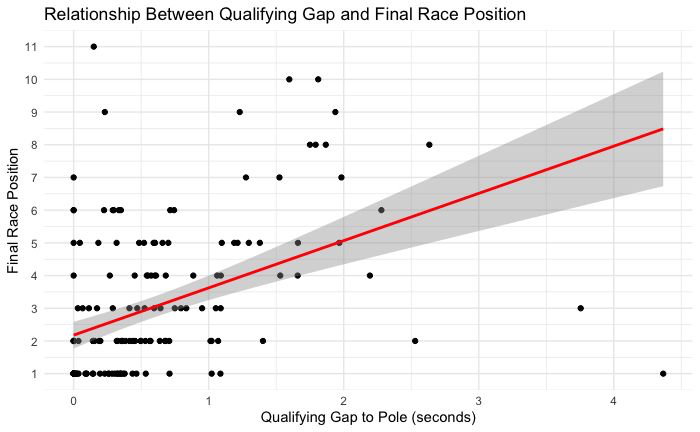 Relationship Between Qualifying Gap and Final Race Position
11
10
9
8
7
6
5
4
3
2
1
Final Race Position
0 1 2 3 4
Qualifying Gap to Pole (seconds)